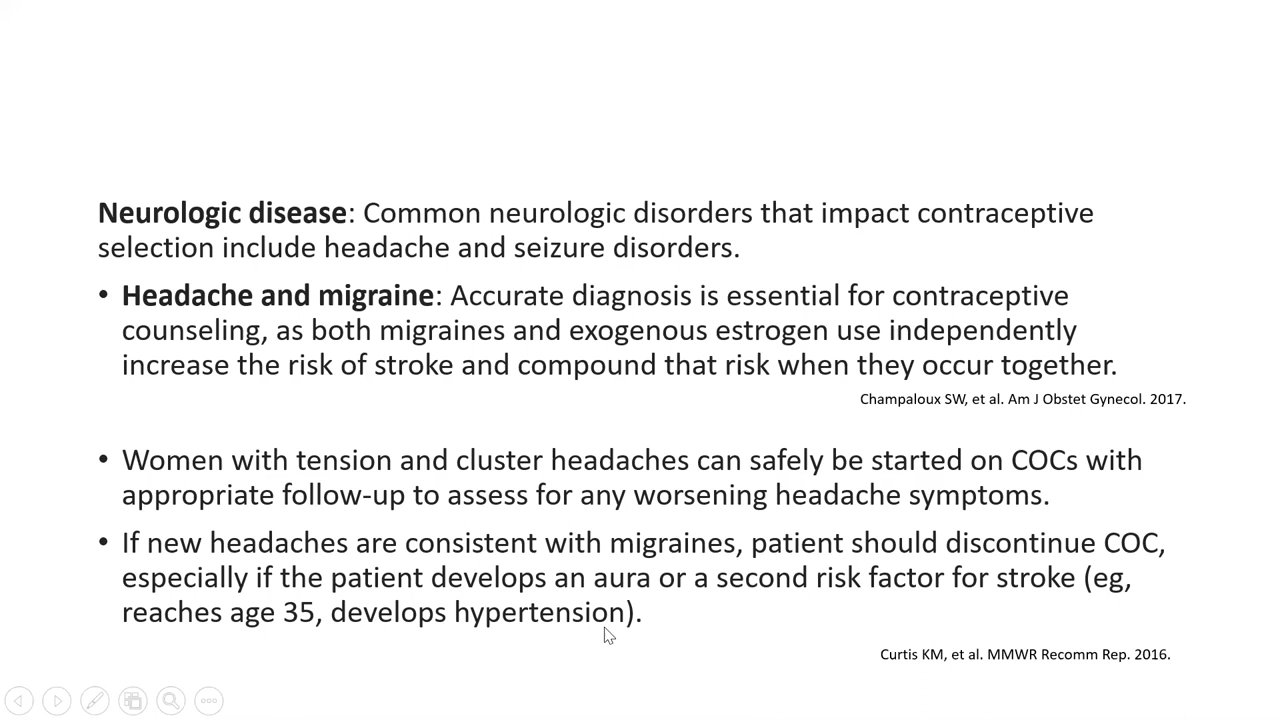 Neurologic disease: Common neurologic disorders that impact contraceptive
selection include headache and seizure disorders.
• Headache and migraine: Accurate diagnosis is essential for contraceptive
counseling, as both migraines and exogenous estrogen use independently
increase the risk of stroke and compound that risk when they occur together.
Champaloux SW, et al. Am J Obstet Gynecol. 2017.
• Women with tension and cluster headaches can safely be started on COCs with
appropriate follow-up to assess for any worsening headache symptoms.
• If new headaches are consistent with migraines, patient should discontinue COC,
especially if the patient develops an aura or a second risk factor for stroke (eg,
reaches age 35, develops hypertension).
Curtis KM, et al. MMWR Recomm Rep. 2016.